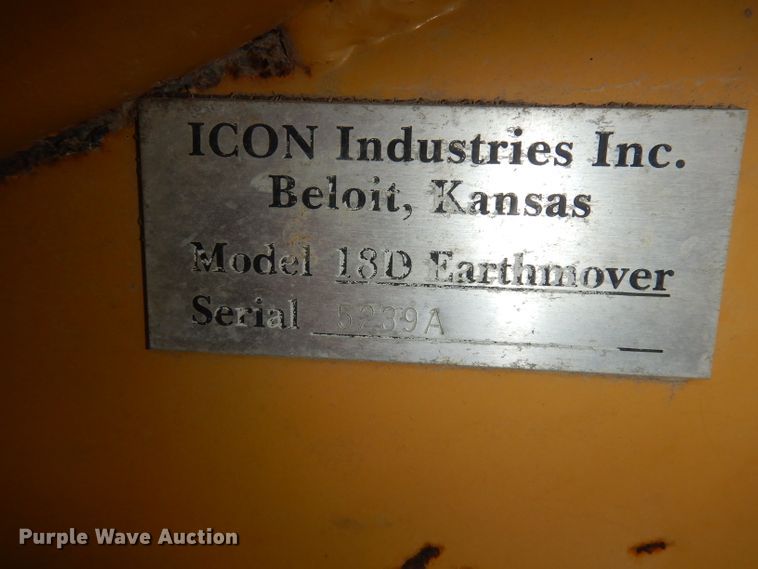 ICON Industries Inc.
Beloit, Kansas
Model 18D Earthmover
Serial 5239A
Purple Wave Auction